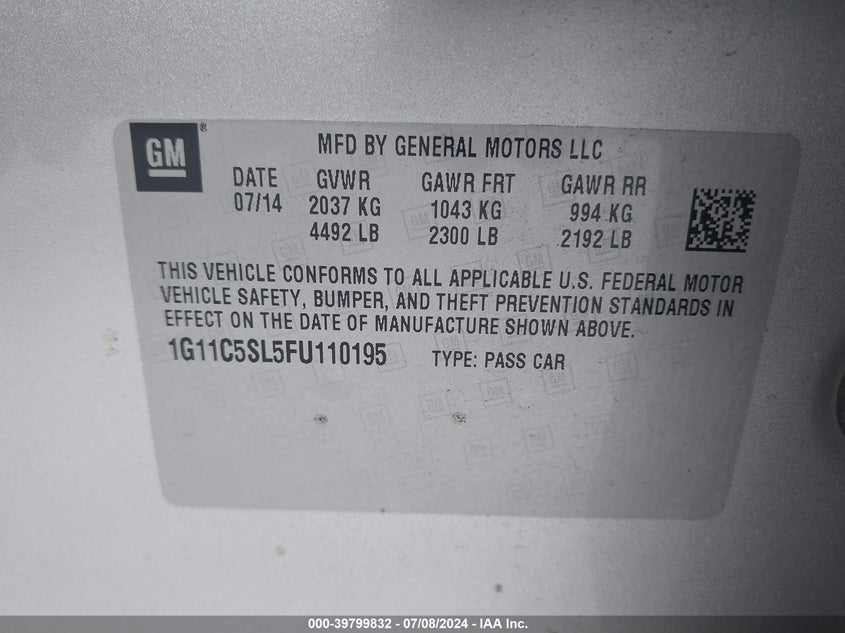 GM®
MFD BY GENERAL MOTORS LLC
DATE GVWR GAWR FRT GAWR RR
07/14 2037 KG 1043 KG 994 KG
4492 LB 2300 LB 2192 LB
THIS VEHICLE CONFORMS TO ALL APPLICABLE U.S. FEDERAL MOTOR
VEHICLE SAFETY, BUMPER, AND THEFT PREVENTION STANDARDS IN
EFFECT ON THE DATE OF MANUFACTURE SHOWN ABOVE.
1G11C5SL5FU110195 TYPE: PASS CAR
000-39799832 - 07/08/2024 - IAA Inc.